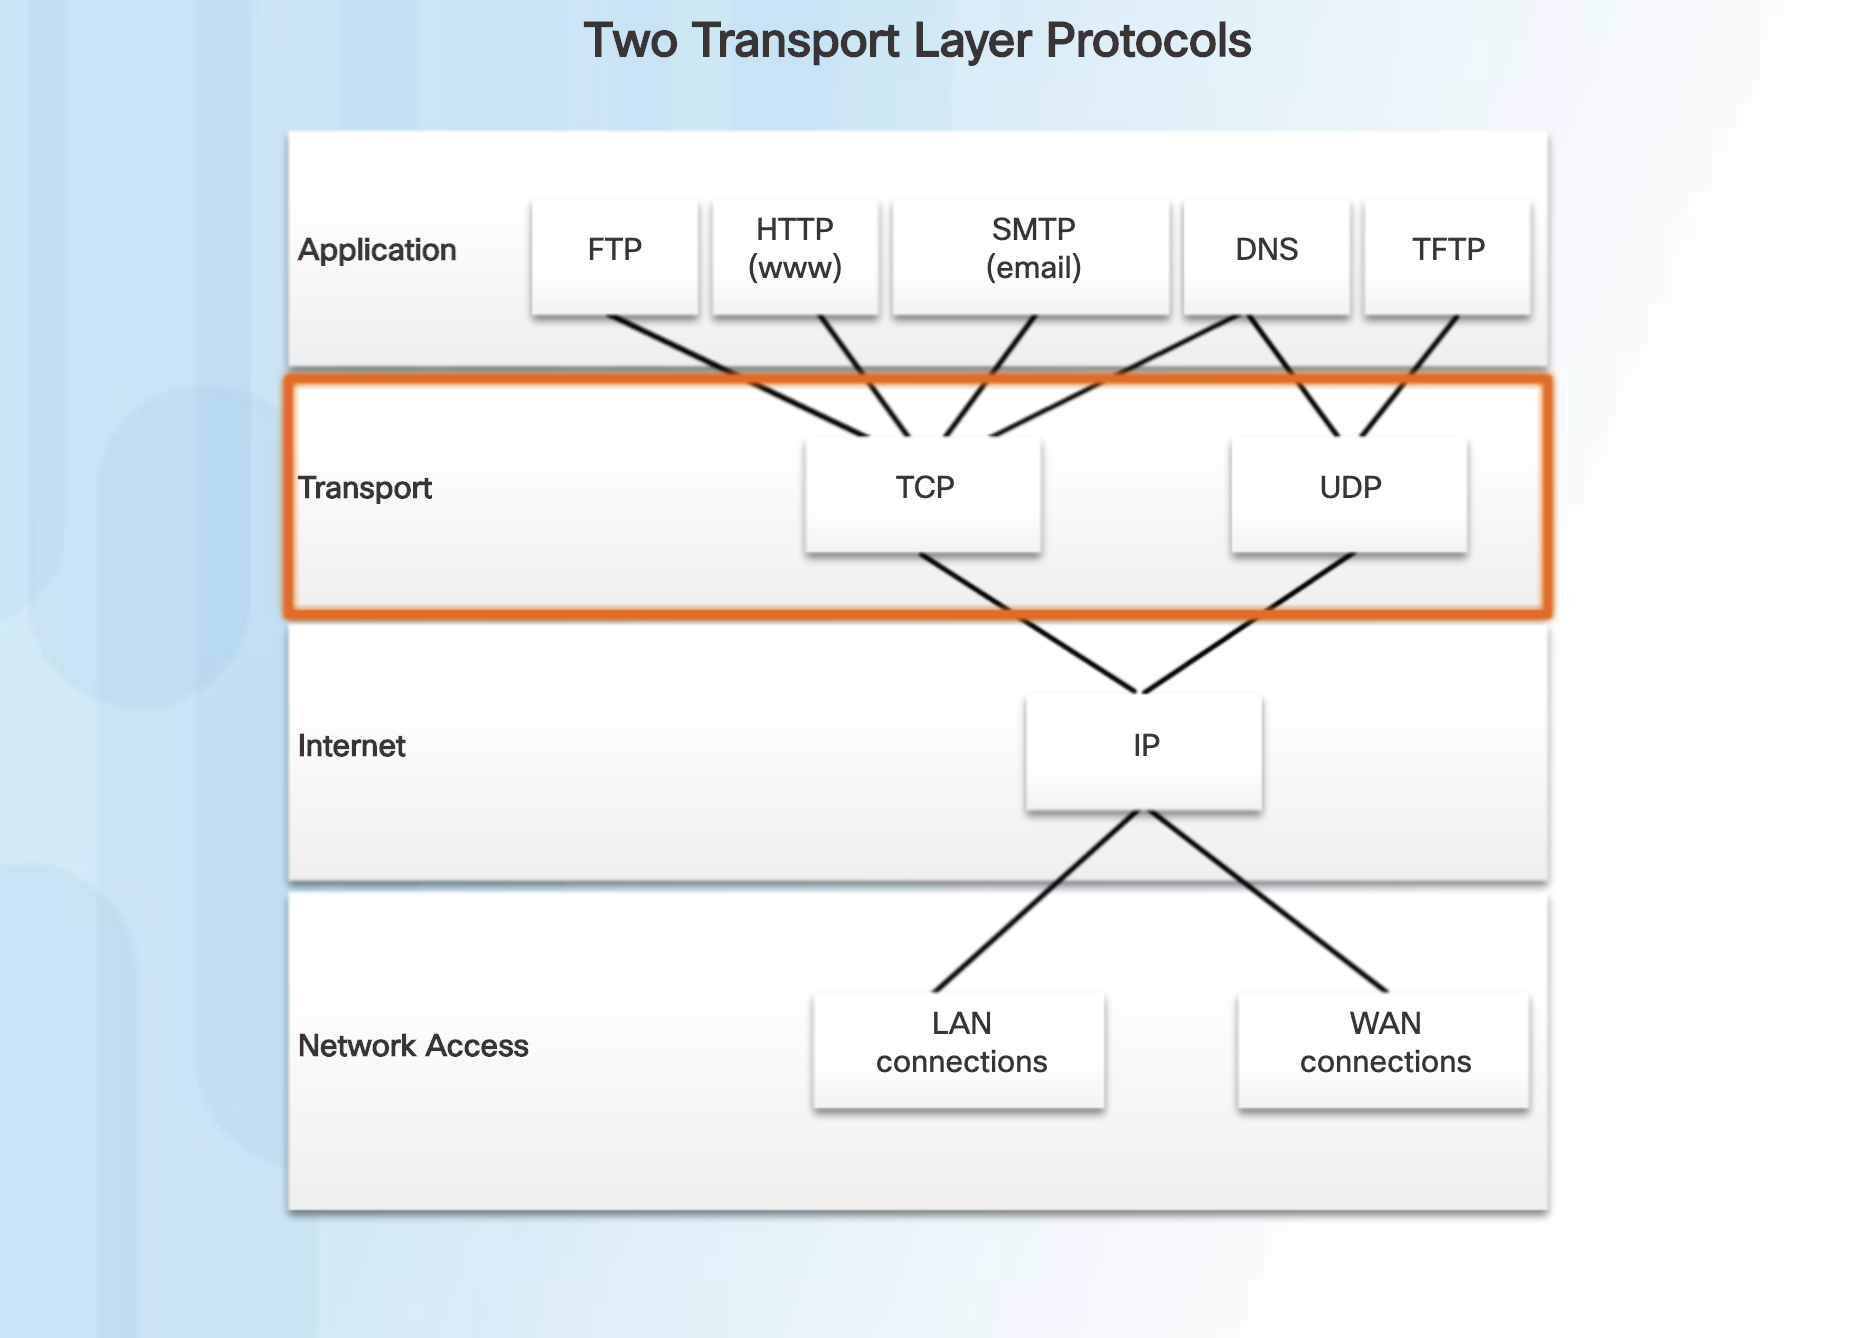 Two Transport Layer Protocols
Application
FTP
HTTP
(www)
SMTP
(email)
DNS
TFTP
Transport
TCP
UDP
Internet
IP
Network Access
LAN
connections
WAN
connections